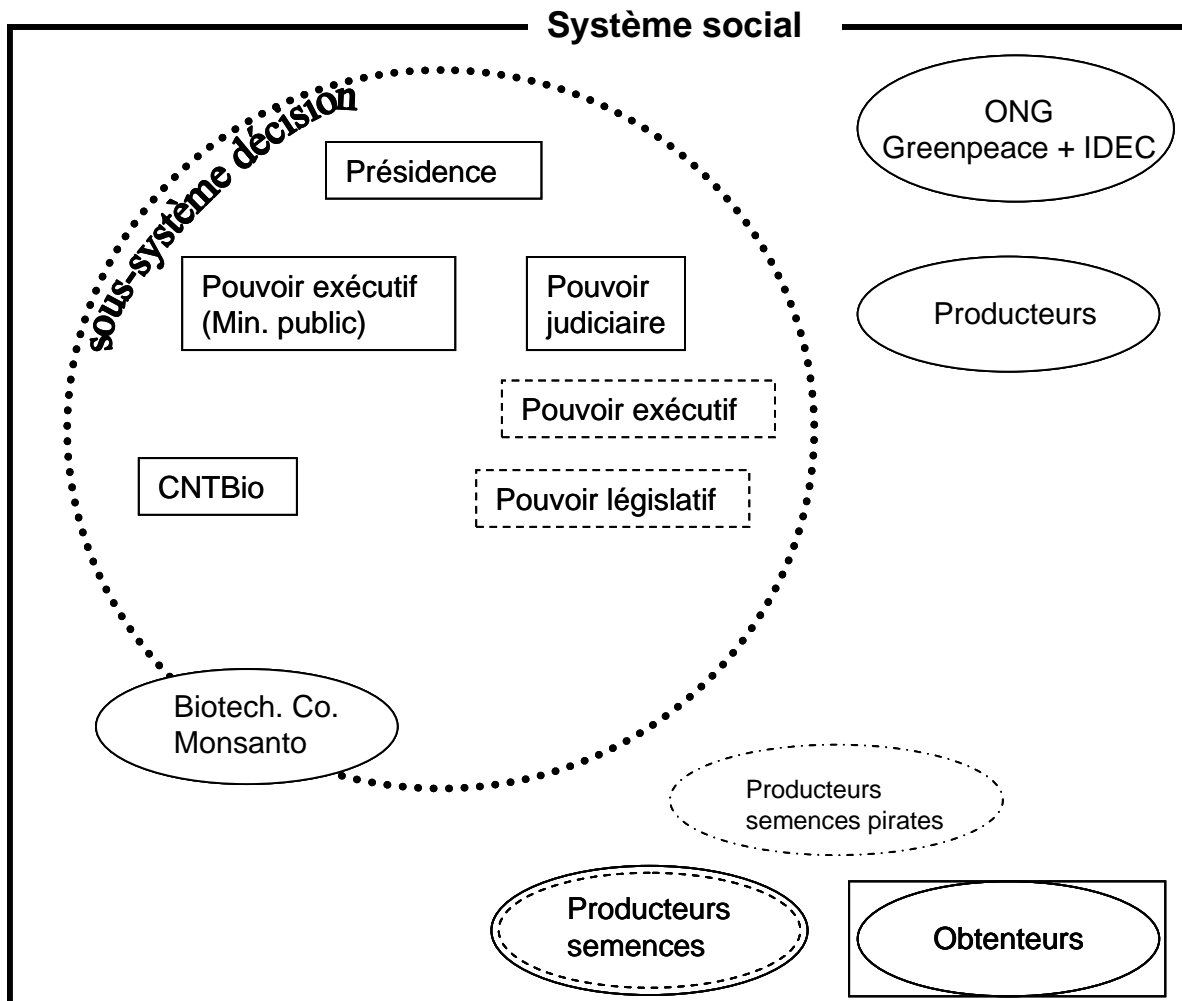 Système social
sous-système décision
ONG
Greenpeace + IDEC
Présidence
Pouvoir exécutif
(Min. public)
Pouvoir
judiciaire
Producteurs
Pouvoir exécutif
CNTBio
Pouvoir législatif
Biotech. Co.
Monsanto
Producteurs
semences pirates
Producteurs
semences
Obtenteurs